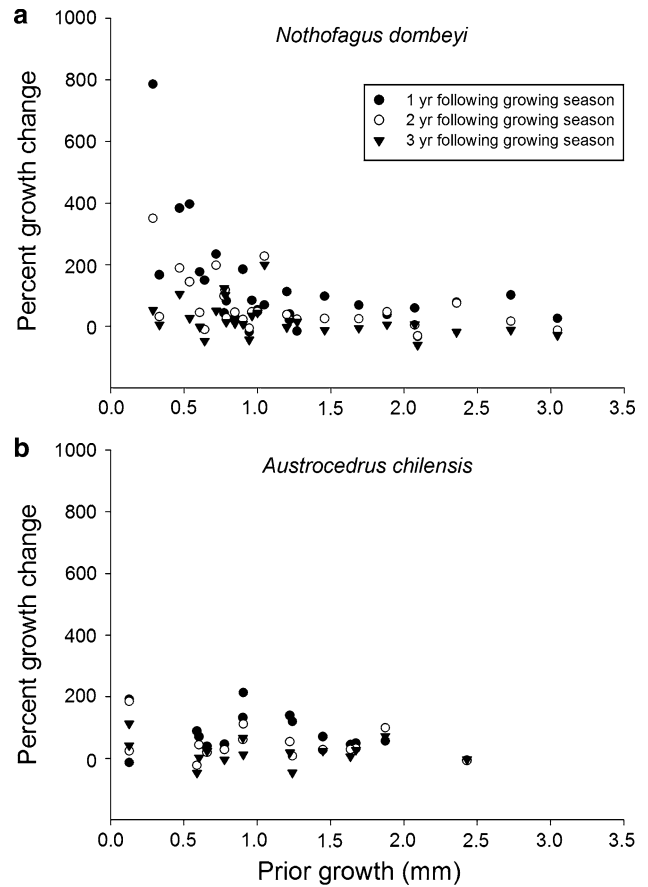 a
Nothofagus dombeyi
1 yr following growing season
2 yr following growing season
3 yr following growing season
Percent growth change
1000
800
600
400
200
0
0.0 0.5 1.0 1.5 2.0 2.5 3.0 3.5
b
Austrocedrus chilensis
Percent growth change
1000
800
600
400
200
0
0.0 0.5 1.0 1.5 2.0 2.5 3.0 3.5
Prior growth (mm)